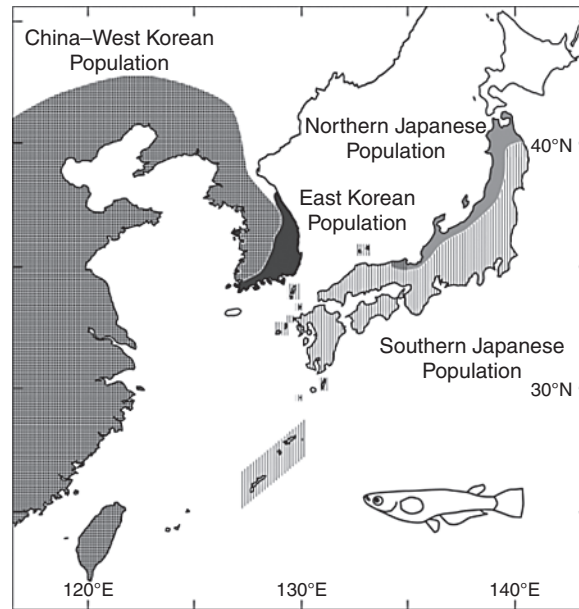 China–West Korean
Population
Northern Japanese
Population
40°N
East Korean
Population
Southern Japanese
Population
30°N
120°E
130°E
140°E